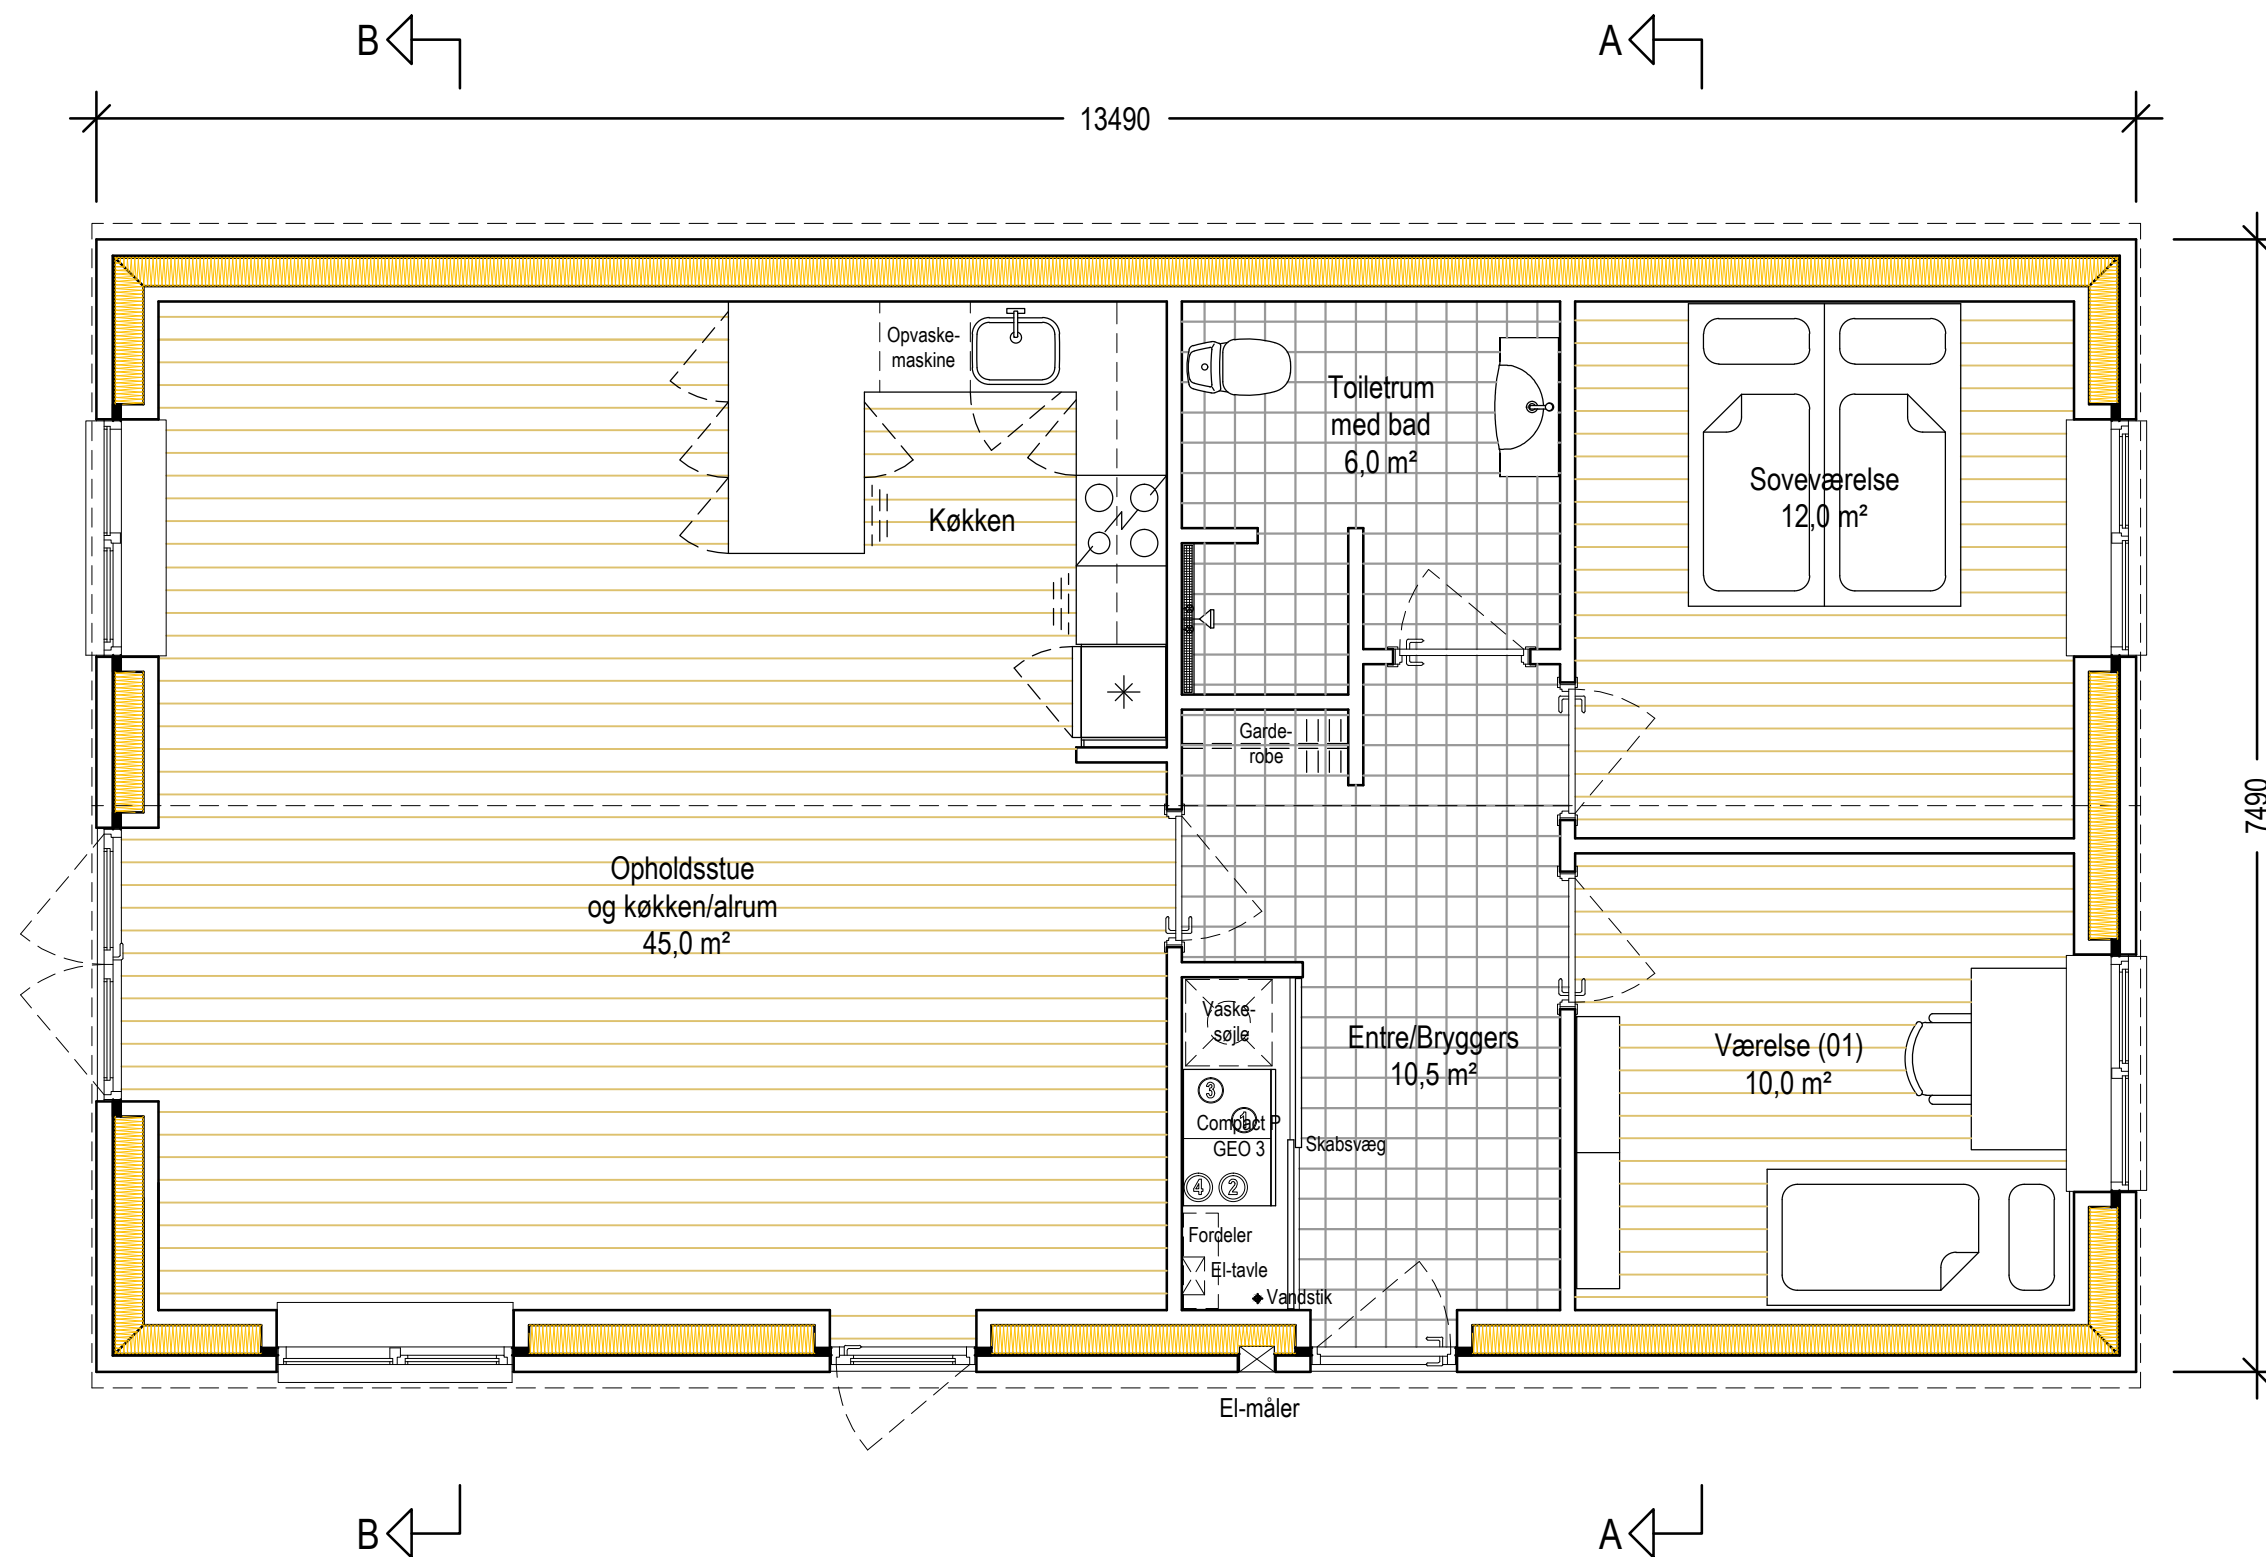 B
A
13490
7490
Opvaske-
maskine
Køkken
Toiletrum
med bad
6,0 m²
Soveværelse
12,0 m²
Garde-
robe
Opholdsstue
og køkken/alrum
45,0 m²
Vaske-
søjle
Entre/Bryggers
10,5 m²
Værelse (01)
10,0 m²
3
1
Compact P
GEO 3
Skabsvæg
4
2
Fordeler
El-tavle
Vandstik
El-måler
B
A